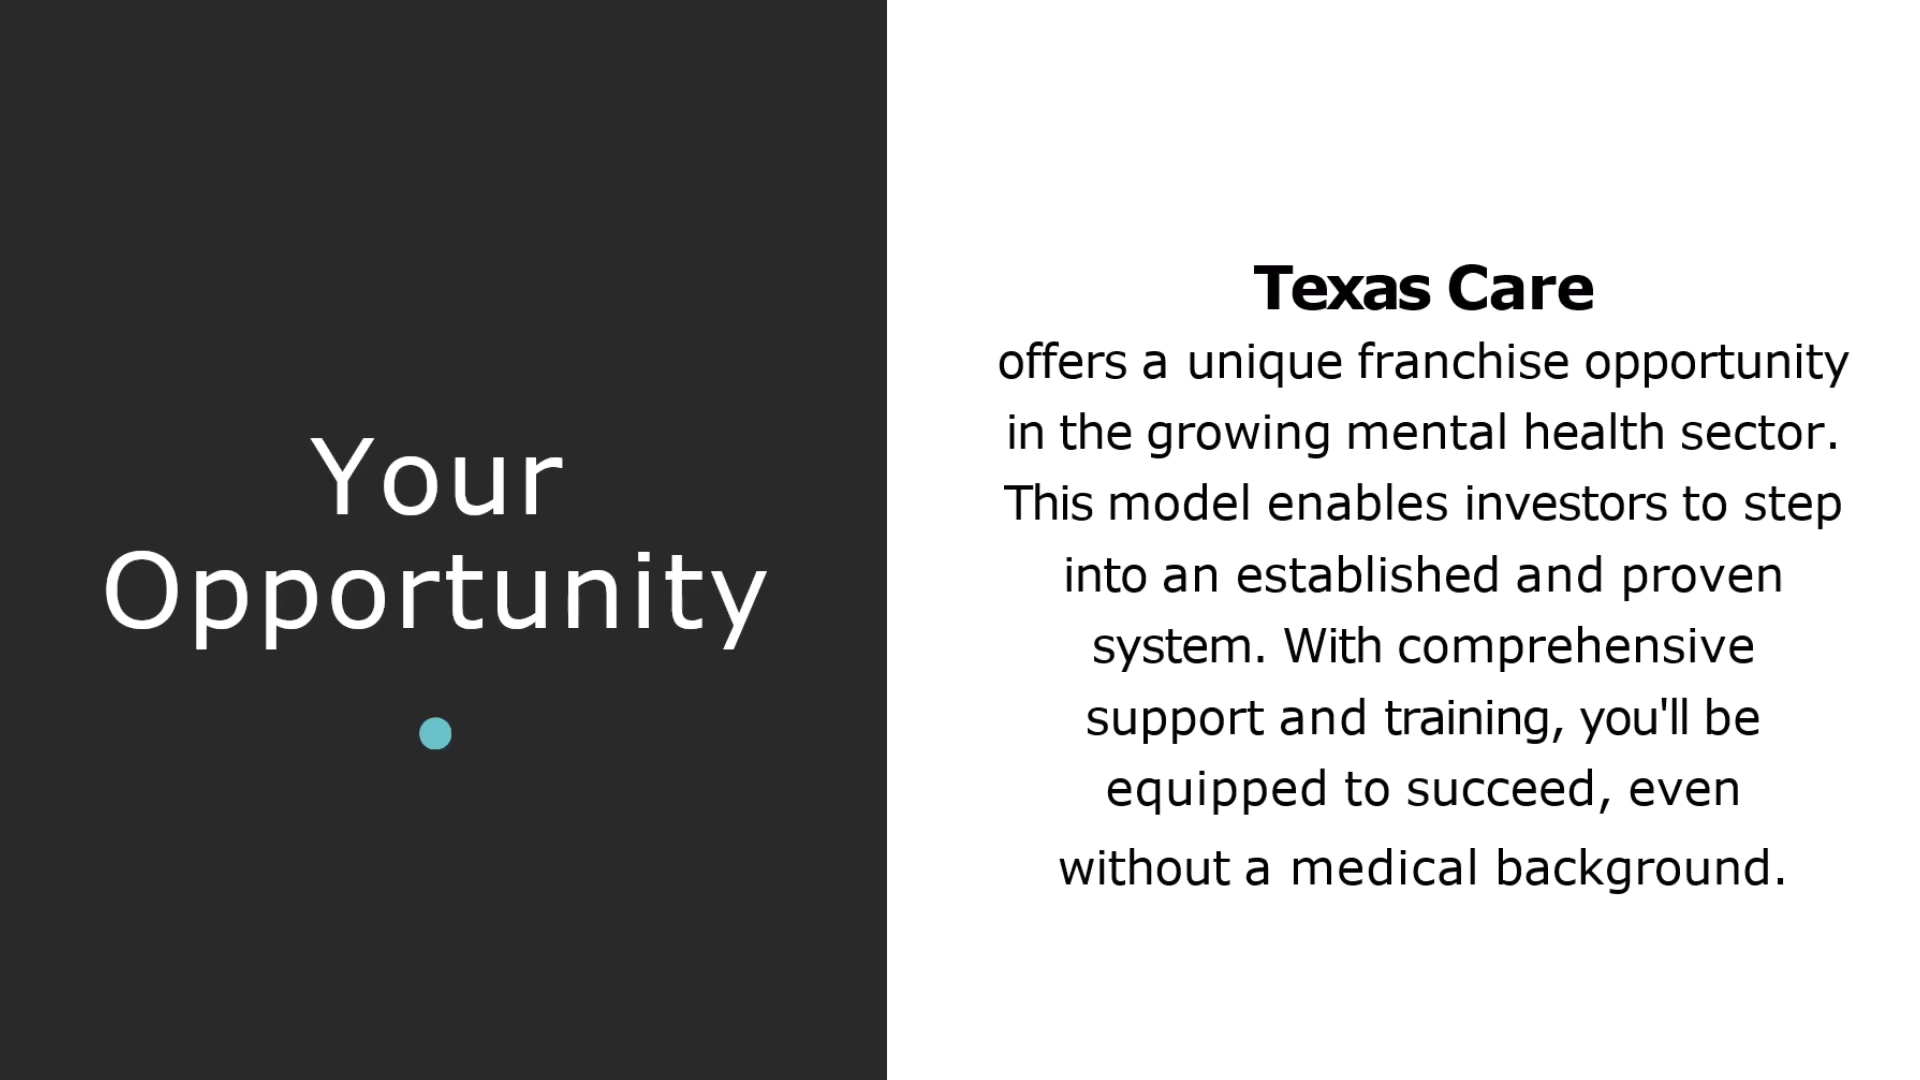 Your
Opportunity
Texas Care
offers a unique franchise opportunity
in the growing mental health sector.
This model enables investors to step
into an established and proven
system. With comprehensive
support and training, you'll be
equipped to succeed, even
without a medical background.